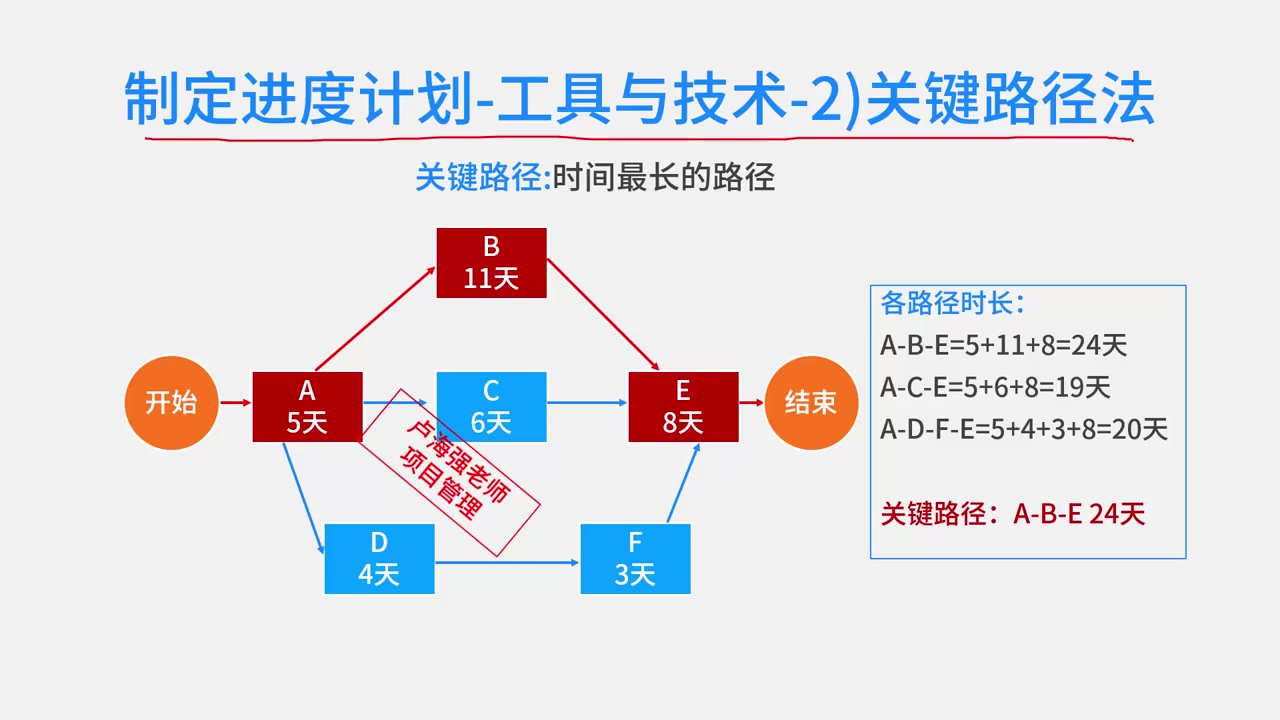 制定进度计划-工具与技术-2)关键路径法
关键路径:时间最长的路径
B
11天
开始
A
5天
C
6天
E
8天
结束
D
4天
F
3天
卢海强老师
项目管理
各路径时长：
A-B-E=5+11+8=24天
A-C-E=5+6+8=19天
A-D-F-E=5+4+3+8=20天
关键路径：A-B-E 24天